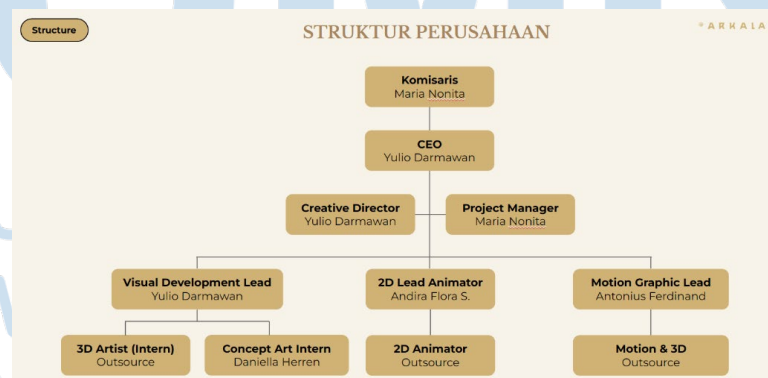 Structure
STRUKTUR PERUSAHAAN
*ARKALA
Komisaris
Maria Nonita
CEO
Yulio Darmawan
Creative Director
Yulio Darmawan
Project Manager
Maria Nonita
Visual Development Lead
Yulio Darmawan
2D Lead Animator
Andira Flora S.
Motion Graphic Lead
Antonius Ferdinand
3D Artist (Intern)
Outsource
Concept Art Intern
Daniella Herren
2D Animator
Outsource
Motion & 3D
Outsource